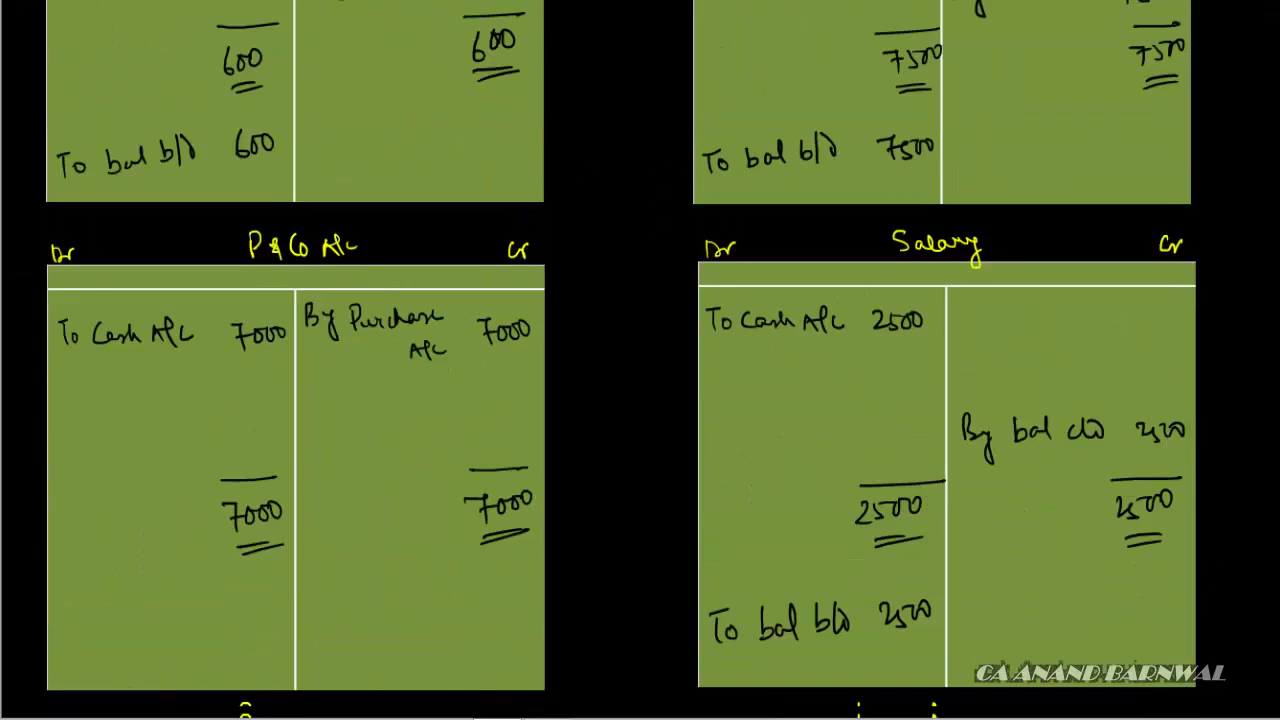 600
600
To bal b/d 600
7500
7500
To bal b/d 7500
Dr P & Co A/c Cr
To Cash A/c 7000
By Purchase A/c 7000
7000
7000
Dr Salary Cr
To Cash A/c 2500
By bal c/d 2500
2500
2500
To bal b/d 2500
CA ANAND BARNWAL